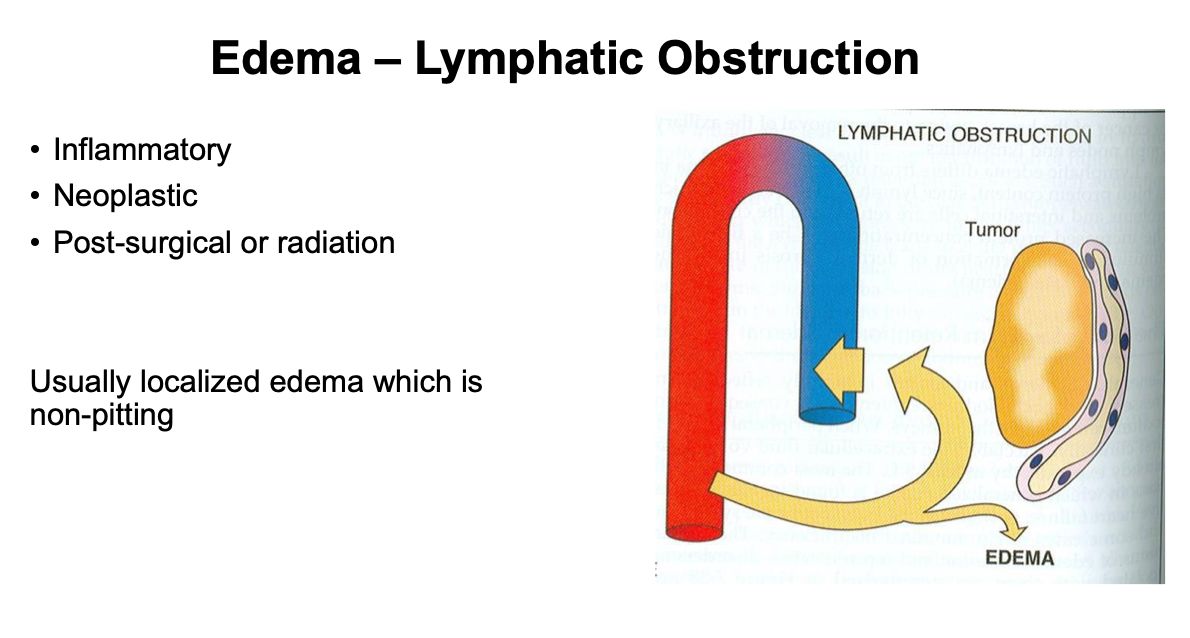 Edema – Lymphatic Obstruction
• Inflammatory
• Neoplastic
• Post-surgical or radiation
Usually localized edema which is
non-pitting
LYMPHATIC OBSTRUCTION
Tumor
EDEMA